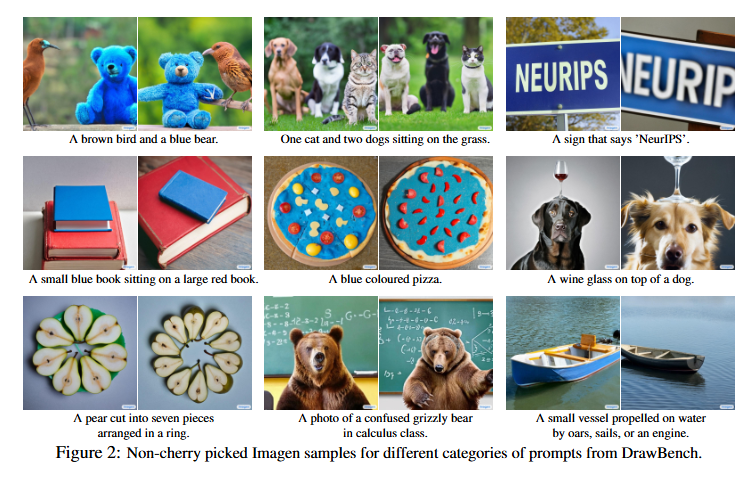 A brown bird and a blue bear.
One cat and two dogs sitting on the grass.
NEURIPS
NEURIP
A sign that says 'NeurIPS'.
A small blue book sitting on a large red book.
A blue coloured pizza.
A wine glass on top of a dog.
A pear cut into seven pieces
arranged in a ring.
A photo of a confused grizzly bear
in calculus class.
A small vessel propelled on water
by oars, sails, or an engine.
Figure 2: Non-cherry picked Imagen samples for different categories of prompts from DrawBench.